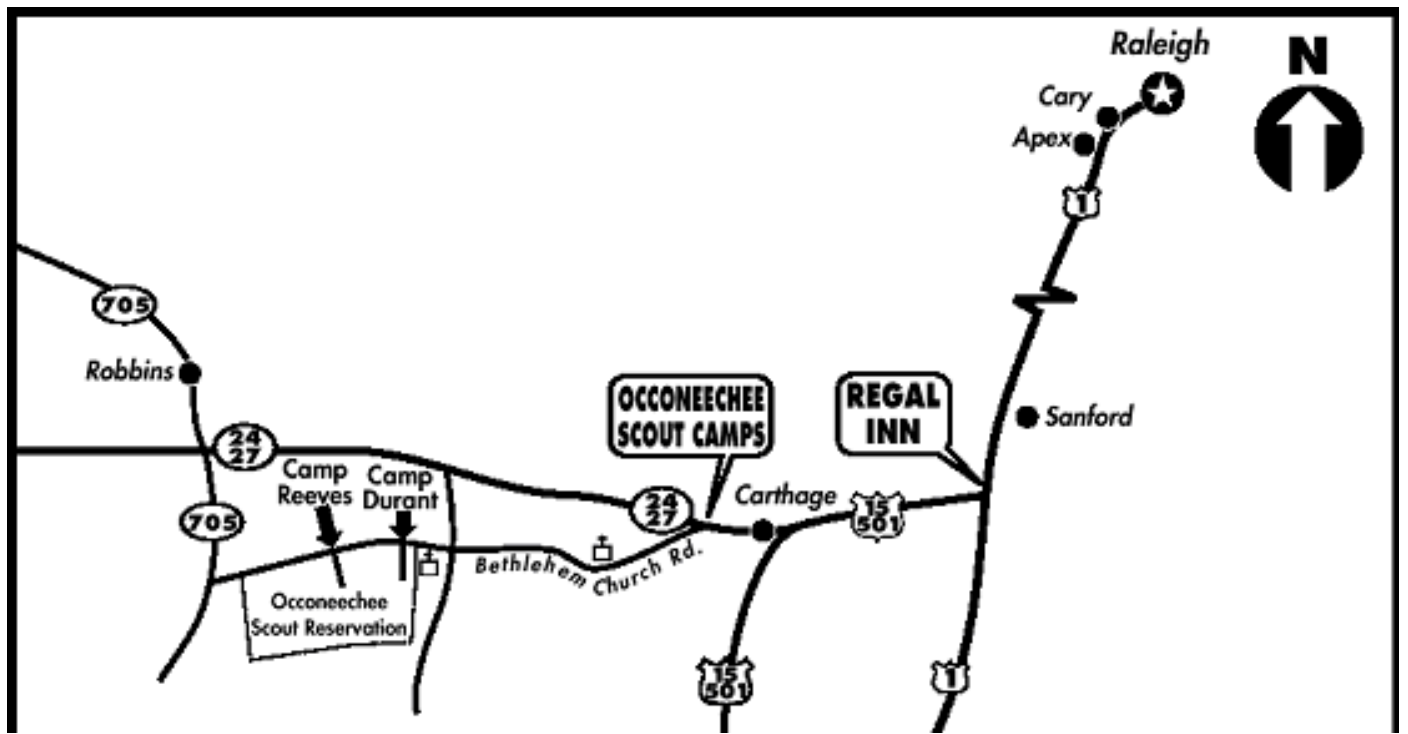 Raleigh
N
Cary
Apex
1
705
Robbins
OCCONEECHEE
SCOUT CAMPS
REGAL
INN
Sanford
24
27
Camp
Reeves
Camp
Durant
24
27
Carthage
15
501
705
Bethlehem Church Rd.
Occoneechee
Scout Reservation
15
501
1